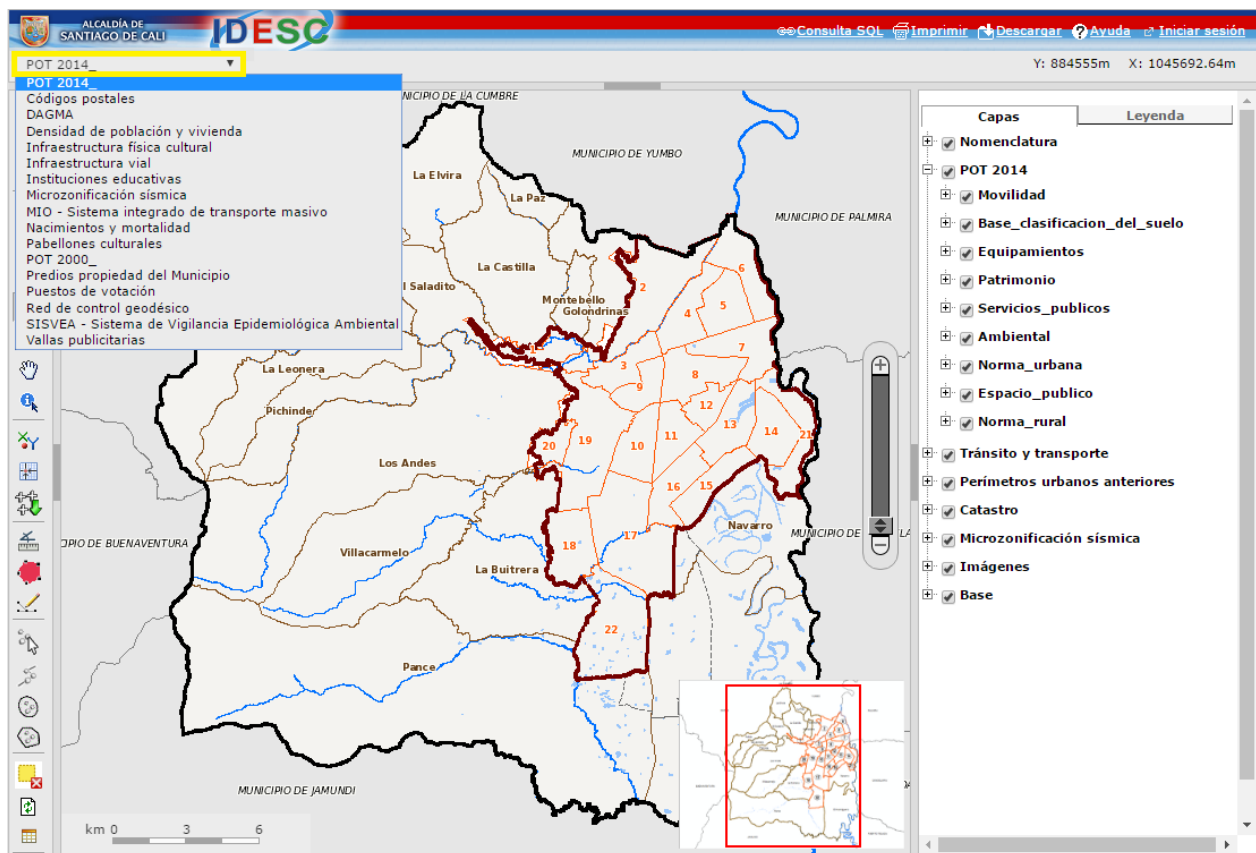 ALCALDÍA DE
SANTIAGO DE CALI
IDESC
Consulta SQL Imprimir Descargar Ayuda Iniciar sesión
POT 2014_
Y: 884555m X: 1045692.64m
POT 2014_
Códigos postales
DAGMA
Densidad de población y vivienda
Infraestructura física cultural
Infraestructura vial
Instituciones educativas
Microzonificación sísmica
MIO - Sistema integrado de transporte masivo
Nacimientos y mortalidad
Pabellones culturales
POT 2000_
Predios propiedad del Municipio
Puestos de votación
Red de control geodésico
SISVEA - Sistema de Vigilancia Epidemiológica Ambiental
Vallas publicitarias
NICIPIO DE LA CUMBRE
MUNICIPIO DE YUMBO
La Elvira
La Paz
MUNICIPIO DE PALMIRA
La Castilla
l Saladito
Montebello
Golondrinas
La Leonera
Pichinde
Los Andes
CIPIO DE BUENAVENTURA
Villacarmelo
La Buitrera
Navarro
MUNICIPIO DE
LA
Pance
MUNICIPIO DE JAMUNDI
6
2
5
4
7
3
8
1
9
12
13
14
21
20
19
10
11
16
15
17
18
22
km 0 3 6
Capas Leyenda
Nomenclatura
POT 2014
Movilidad
Base_clasificacion_del_suelo
Equipamientos
Patrimonio
Servicios_publicos
Ambiental
Norma_urbana
Espacio_publico
Norma_rural
Tránsito y transporte
Perímetros urbanos anteriores
Catastro
Microzonificación sísmica
Imágenes
Base